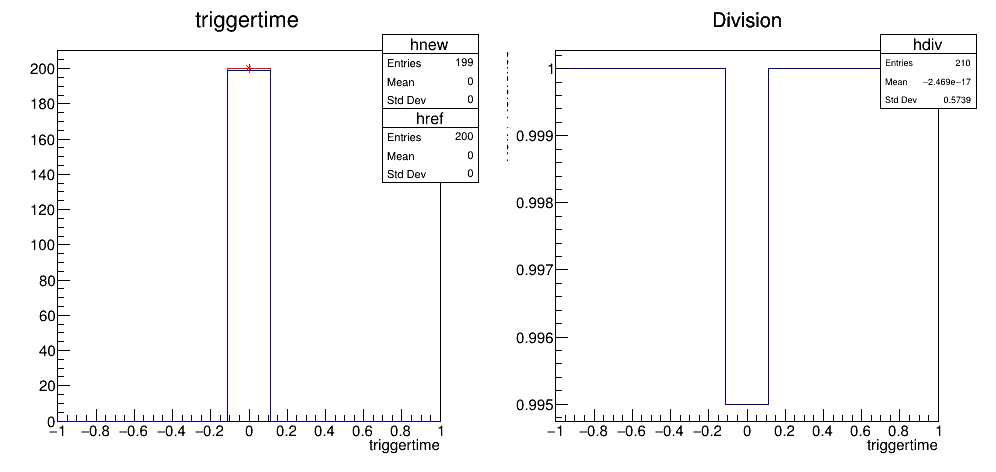 triggertime
hnew
Entries 199
Mean 0
Std Dev 0
href
Entries 200
Mean 0
Std Dev 0
200
180
160
140
120
100
80
60
40
20
0
−1 −0.8 −0.6 −0.4 −0.2 0 0.2 0.4 0.6 0.8 1
triggertime
Division
hdiv
Entries 210
Mean −2.469e−17
Std Dev 0.5739
1
0.999
0.998
0.997
0.996
0.995
−1 −0.8 −0.6 −0.4 −0.2 0 0.2 0.4 0.6 0.8 1
triggertime